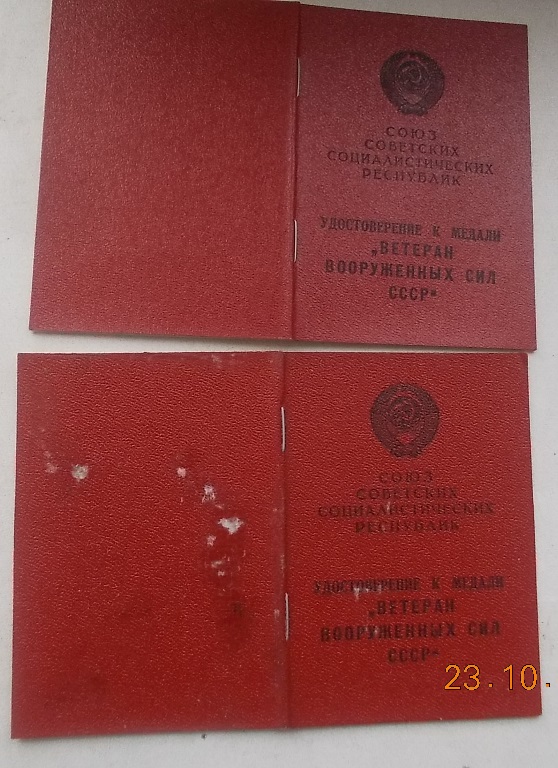 СОЮЗ
СОВЕТСКИХ
СОЦИАЛИСТИЧЕСКИХ
РЕСПУБЛИК
УДОСТОВЕРЕНИЕ К МЕДАЛИ
„ВЕТЕРАН
ВООРУЖЕННЫХ СИЛ
СССР“
СОЮЗ
СОВЕТСКИХ
СОЦИАЛИСТИЧЕСКИХ
РЕСПУБЛИК
УДОСТОВЕРЕНИЕ К МЕДАЛИ
„ВЕТЕРАН
ВООРУЖЕННЫХ СИЛ
СССР“
23.10.